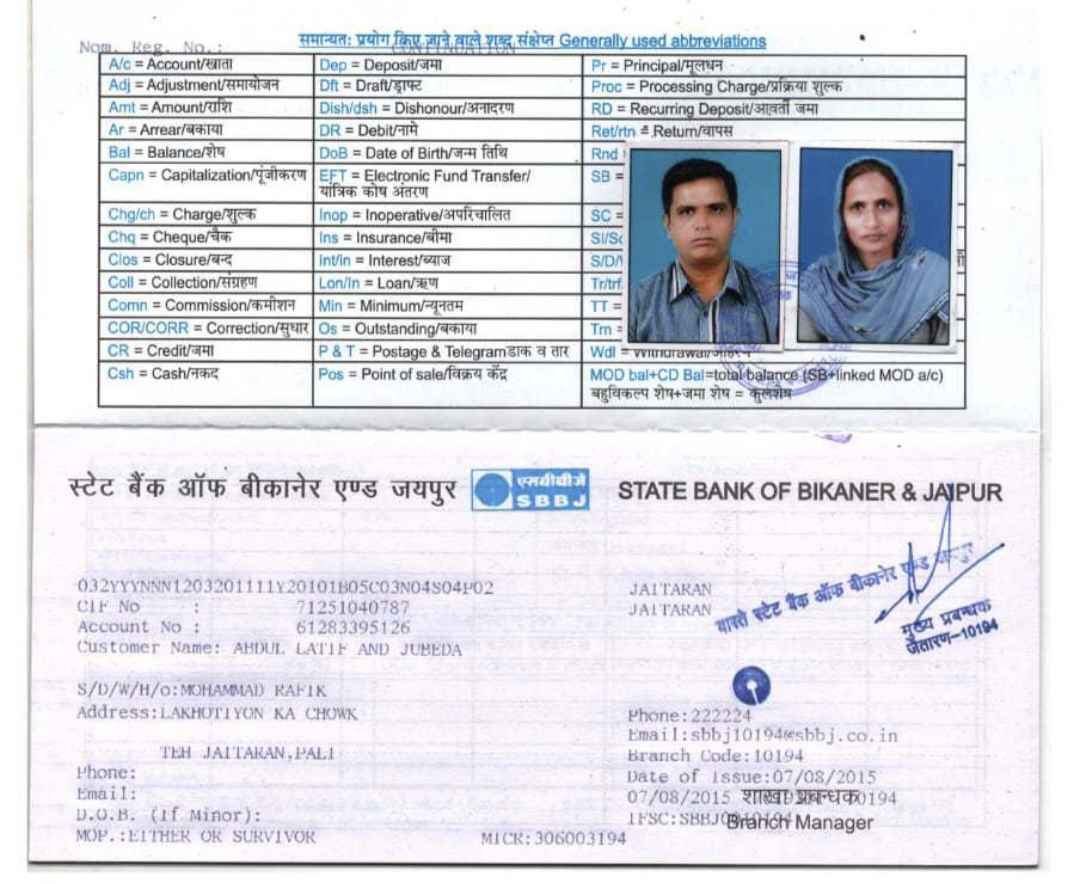 समान्यतः प्रयोग किए जाने वाले शब्द संक्षेप Generally used abbreviations
Nom. Reg. No.:
CONTINUATION
A/c = Account/खाता
Dep = Deposit/जमा
Pr = Principal/मूलधन
Adj = Adjustment/समायोजन
Dft = Draft/ड्राफ्ट
Proc = Processing Charge/प्रक्रिया शुल्क
Amt = Amount/राशि
Dish/dsh = Dishonour/अनादरण
RD = Recurring Deposit/आवर्ती जमा
Ar = Arrear/बकाया
DR = Debit/नामे
Ret/rtn = Return/वापस
Bal = Balance/शेष
DoB = Date of Birth/जन्म तिथि
Rnd
Capn = Capitalization/पूंजीकरण
EFT = Electronic Fund Transfer/
यांत्रिक कोष अंतरण
SB =
Chg/ch = Charge/शुल्क
Inop = Inoperative/अपरिचालित
SC =
Chq = Cheque/चैक
Ins = Insurance/बीमा
SI/
Clos = Closure/बन्द
Int/in = Interest/ब्याज
S/D/
Coll = Collection/संग्रहण
Lon/ln = Loan/ऋण
Tr/trf
Comn = Commission/कमीशन
Min = Minimum/न्यूनतम
TT =
COR/CORR = Correction/सुधार
Os = Outstanding/बकाया
Trn =
CR = Credit/जमा
P & T = Postage & Telegram डाक व तार
Wdl = Withdrawal/
Csh = Cash/नकद
Pos = Point of sale/विक्रय केंद्र
MOD bal+CD Bal=total balance (SB+linked MOD a/c)
बहुविकल्प शेष+जमा शेष = कुलशेष
स्टेट बैंक ऑफ बीकानेर एण्ड जयपुर
एसबीबीजे
SBBJ
STATE BANK OF BIKANER & JAIPUR
032YYYNNN1203201111Y20101B05C03N04S04P02
JAITARAN
CIF No : 71251040787
JAITARAN
वास्ते स्टेट बैंक ऑफ बीकानेर एण्ड जयपुर
मुख्य प्रबन्धक
जैतारण-10194
Account No : 61283395126
Customer Name: ABDUL LATIF AND JUBEDA
S/D/W/H/o:MOHAMMAD RAFIK
Address:LAKHOTIYON KA CHOWK
Phone:222224
Email:sbbj10194@sbbj.co.in
TEH JAITARAN,PALI
Branch Code:10194
Phone:
Date of Issue:07/08/2015
Email:
07/08/2015 शाखा प्रबन्धक 0194
D.O.B. (If Minor):
IFSC:SBBJ0010194
Branch Manager
MOP.:EITHER OR SURVIVOR
MICR:306003194